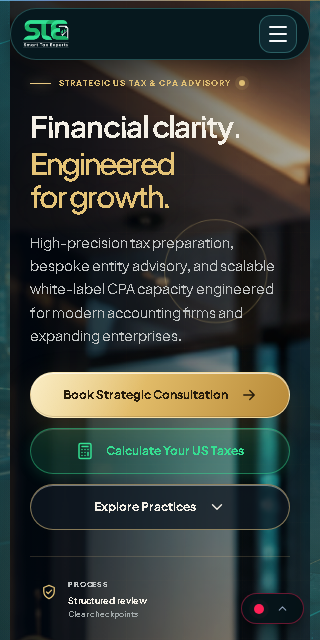 STE
Smart Tax Experts
STRATEGIC US TAX & CPA ADVISORY
Financial clarity.
Engineered
for growth.
High-precision tax preparation,
bespoke entity advisory, and scalable
white-label CPA capacity engineered
for modern accounting firms and
expanding enterprises.
Book Strategic Consultation
Calculate Your US Taxes
Explore Practices
PROCESS
Structured review
Clear checkpoints